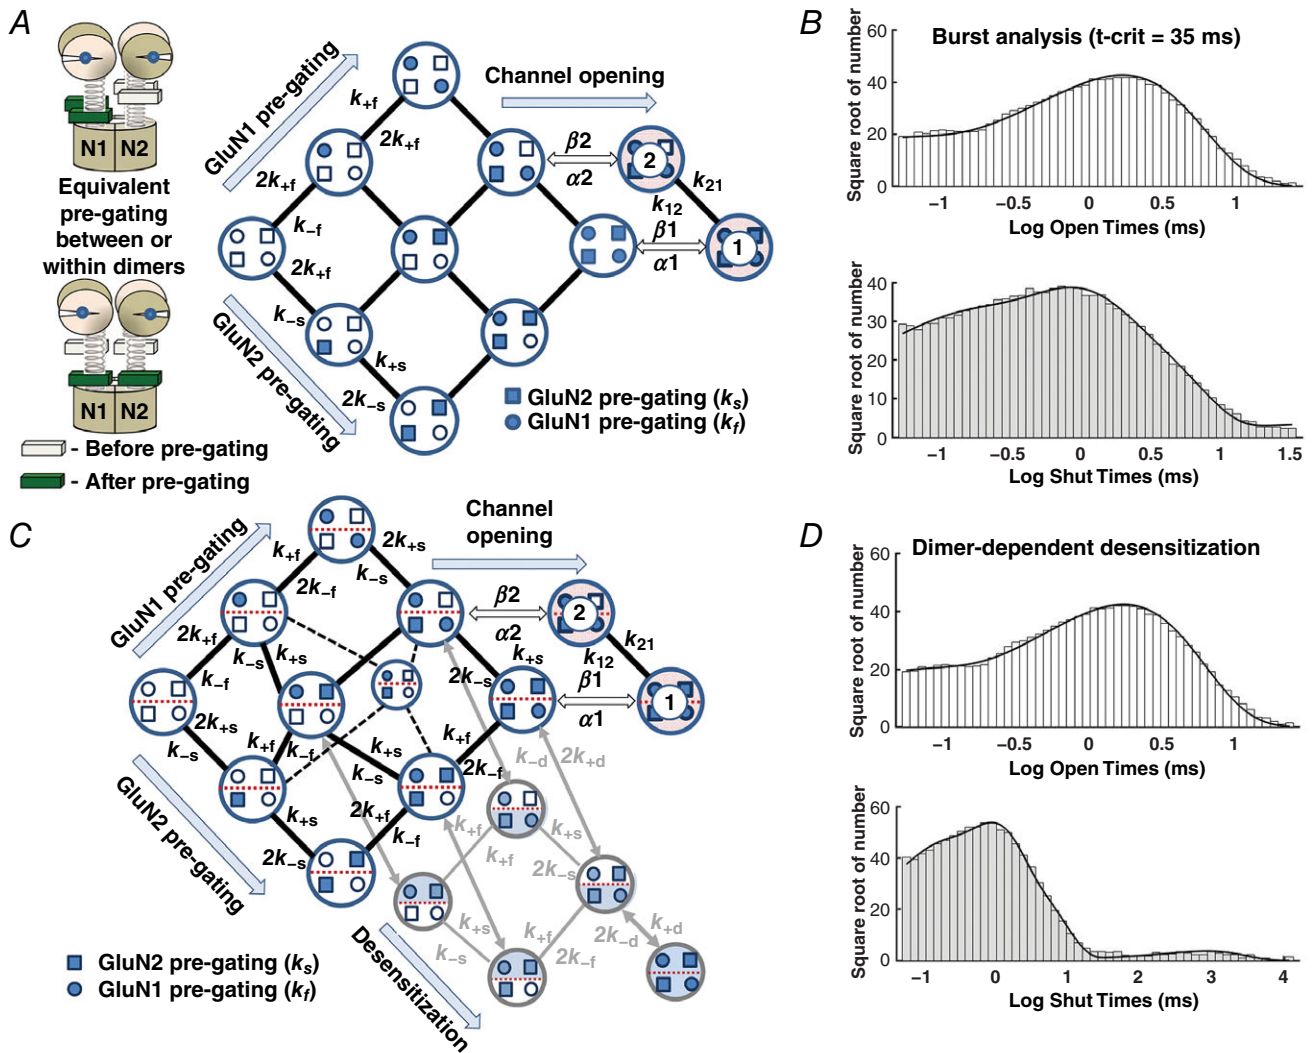 A
N1 N2
Equivalent
pre-gating
between or
within dimers
N1 N2
- Before pre-gating
- After pre-gating
GluN1 pre-gating
Channel opening
k+f
2k+f
2k+f
k−f
2k+f
k−s
k+s
2k−s
β2
α2
2
k21
k12
β1
α1
1
GluN2 pre-gating
GluN2 pre-gating (ks)
GluN1 pre-gating (kf)
B
Burst analysis (t-crit = 35 ms)
Square root of number
60
40
20
0
−1 −0.5 0 0.5 1
Log Open Times (ms)
Square root of number
40
30
20
10
0
−1 −0.5 0 0.5 1 1.5
Log Shut Times (ms)
C
GluN1 pre-gating
Channel
opening
k+f
2k−f
2k+s
k−s
2k+f
k−f
k−s
k+s
2k+s
k−s
k+f
k−f
k+s
k−s
k+s
2k−s
2k+f
k−f
k+f
2k−f
2k−s
k+s
β2
α2
2
k21
k12
β1
α1
1
k−d
2k+d
k+f
k+f
k+s
2k−s
k+s
k−s
k+f
2k−f
2k−d
k+d
GluN2 pre-gating
Desensitization
GluN2 pre-gating (ks)
GluN1 pre-gating (kf)
D
Dimer-dependent desensitization
Square root of number
60
40
20
0
−1 −0.5 0 0.5 1
Log Open Times (ms)
Square root of number
60
40
20
0
−1 0 1 2 3 4
Log Shut Times (ms)